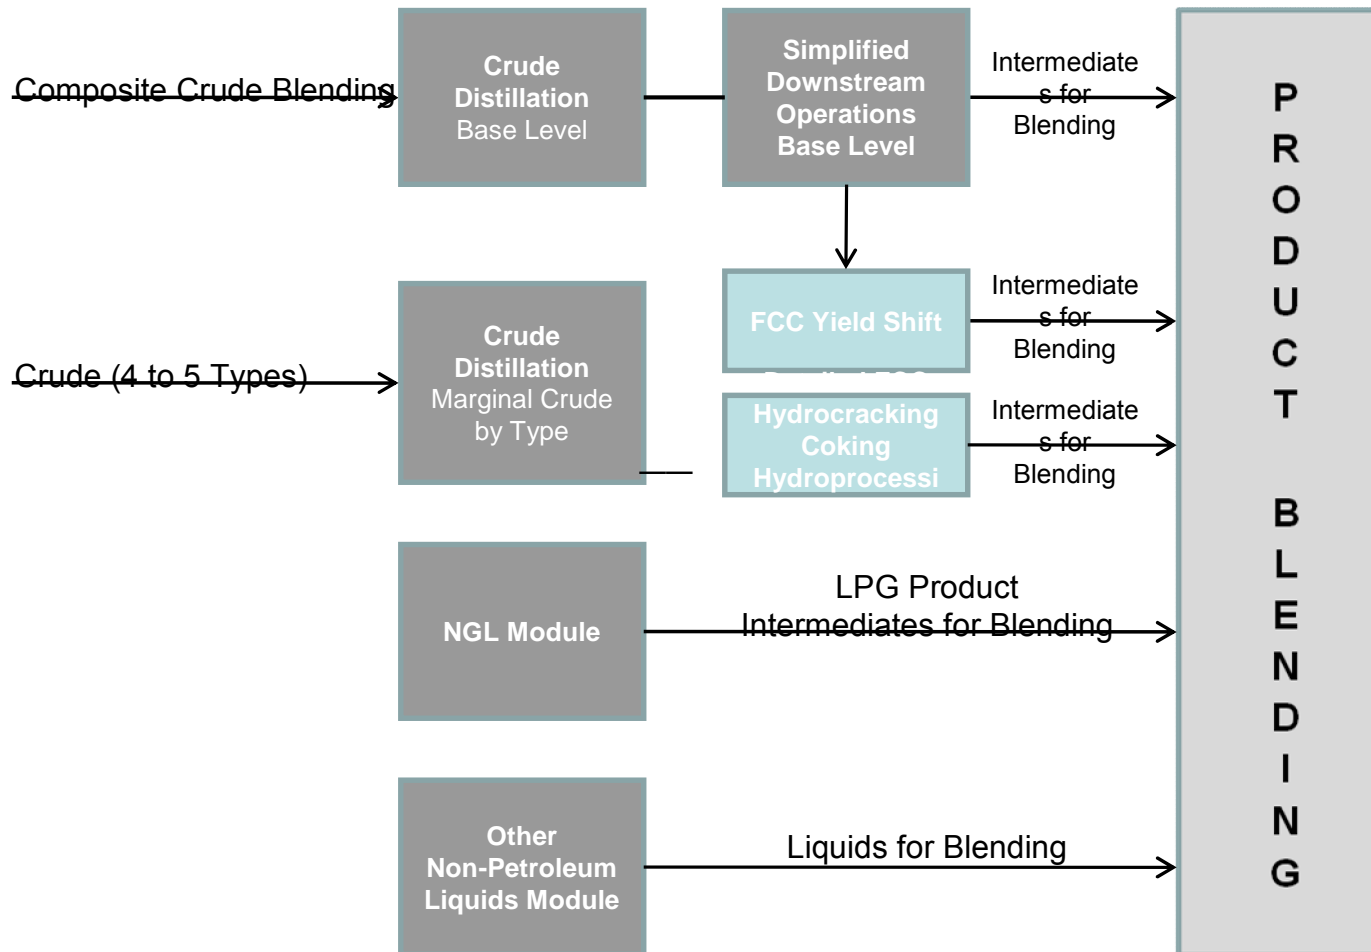 Composite Crude Blending
Crude
Distillation
Base Level
Simplified
Downstream
Operations
Base Level
Intermediate
s for
Blending
Crude (4 to 5 Types)
Crude
Distillation
Marginal Crude
by Type
FCC Yield Shift
Intermediate
s for
Blending
Hydrocracking
Coking
Hydroprocessi
Intermediate
s for
Blending
NGL Module
LPG Product
Intermediates for Blending
Other
Non-Petroleum
Liquids Module
Liquids for Blending
PRODUCT BLENDING